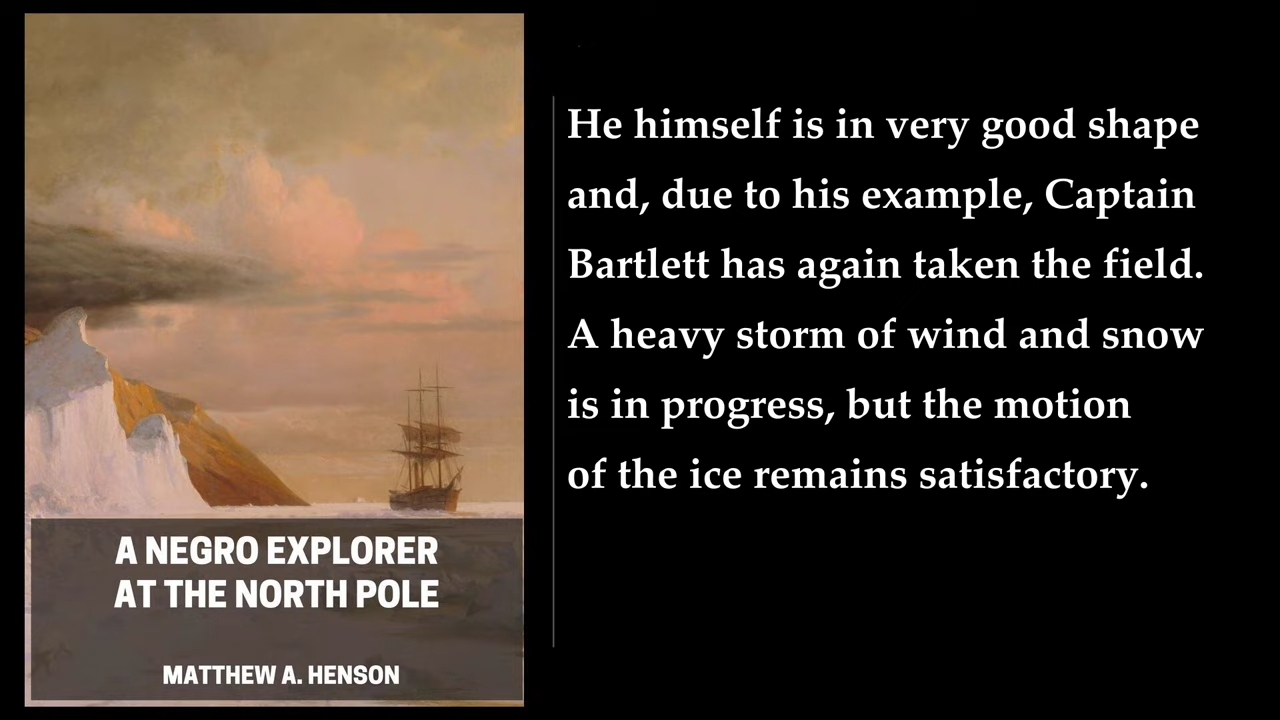 He himself is in very good shape
and, due to his example, Captain
Bartlett has again taken the field.
A heavy storm of wind and snow
is in progress, but the motion
of the ice remains satisfactory.
A NEGRO EXPLORER
AT THE NORTH POLE
MATTHEW A. HENSON